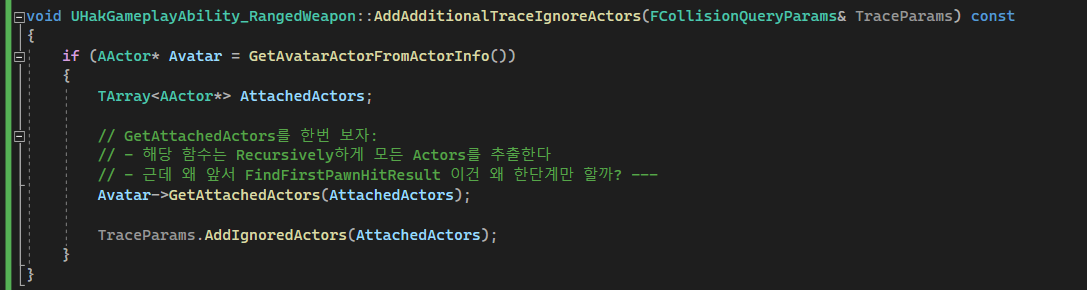 void UHakGameplayAbility_RangedWeapon::AddAdditionalTraceIgnoreActors(FCollisionQueryParams& TraceParams) const
{
    if (AActor* Avatar = GetAvatarActorFromActorInfo())
    {
        TArray<AActor*> AttachedActors;

        // GetAttachedActors를 한번 보자:
        // - 해당 함수는 Recursively하게 모든 Actors를 추출한다
        // - 근데 왜 앞서 FindFirstPawnHitResult 이건 왜 한단계만 할까? ---
        Avatar->GetAttachedActors(AttachedActors);

        TraceParams.AddIgnoredActors(AttachedActors);
    }
}